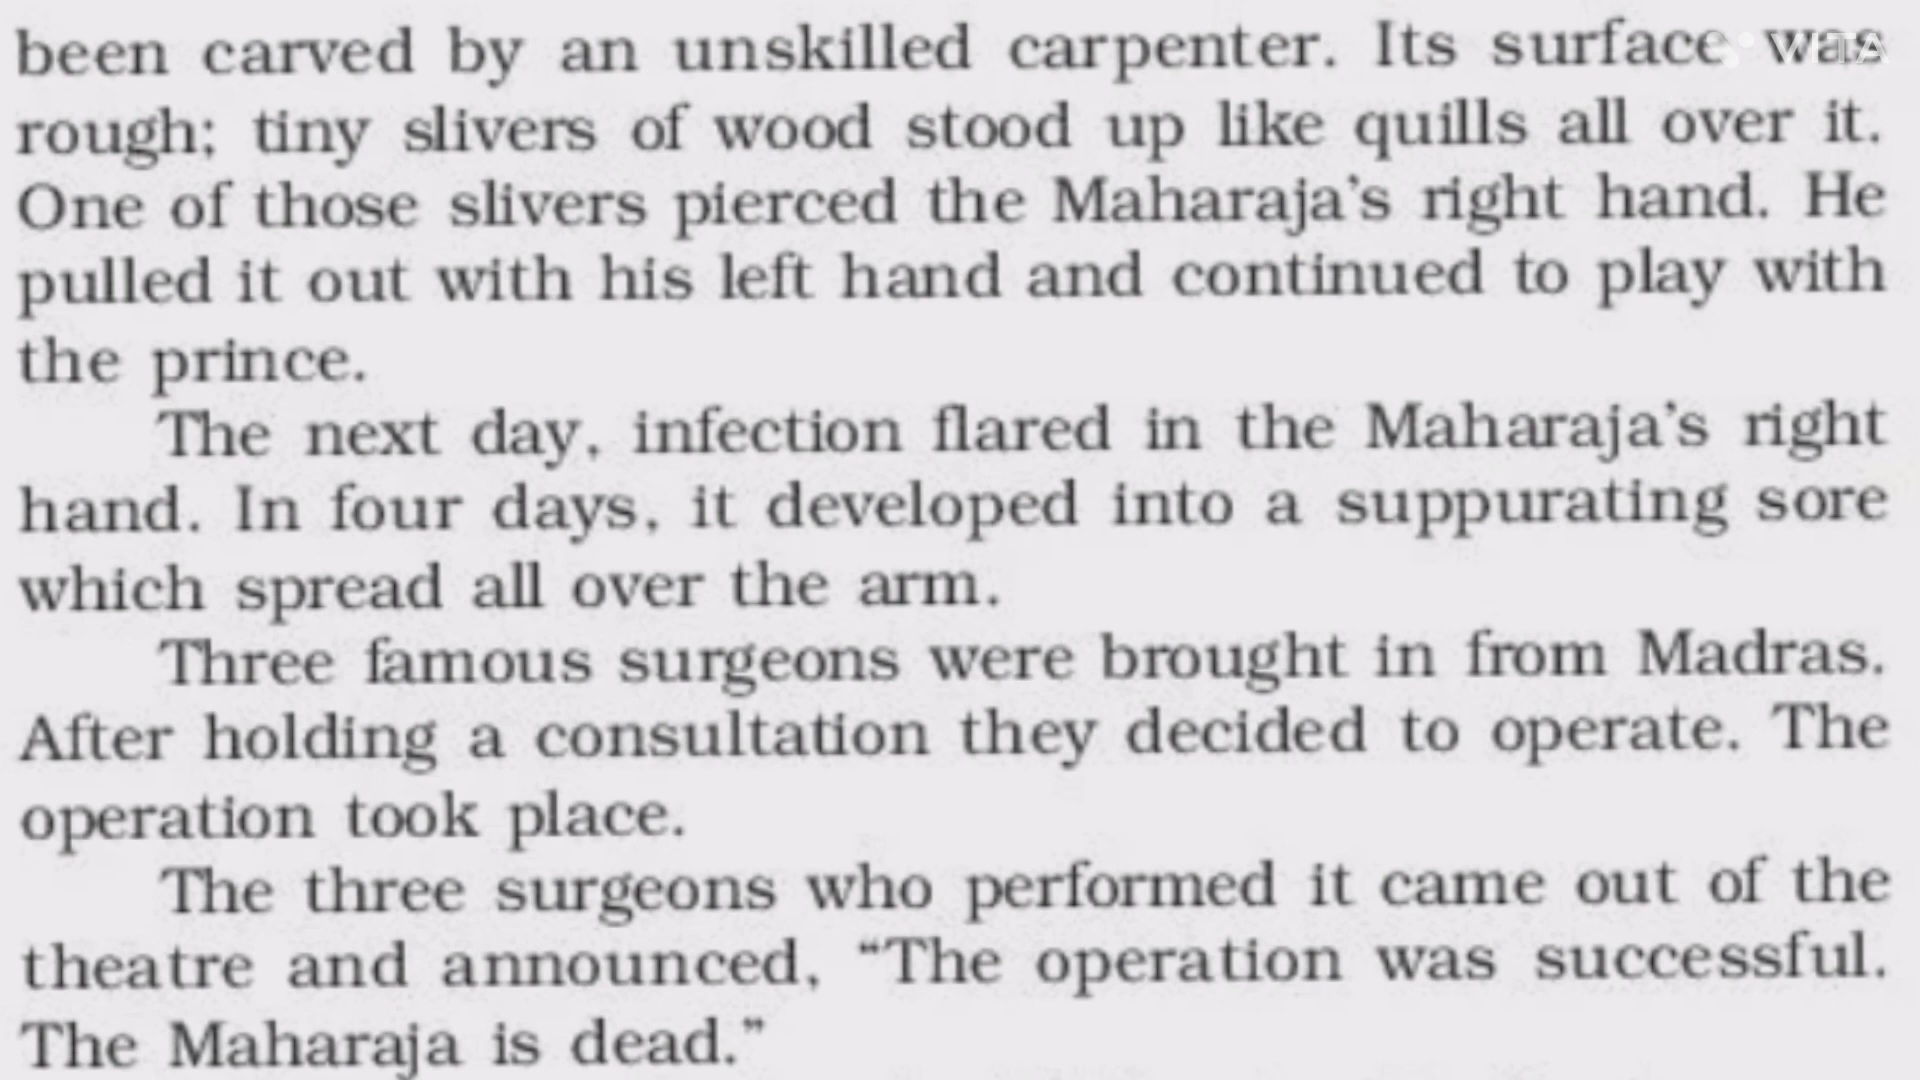 been carved by an unskilled carpenter. Its surface was
rough; tiny slivers of wood stood up like quills all over it.
One of those slivers pierced the Maharaja's right hand. He
pulled it out with his left hand and continued to play with
the prince.
The next day, infection flared in the Maharaja's right
hand. In four days, it developed into a suppurating sore
which spread all over the arm.
Three famous surgeons were brought in from Madras.
After holding a consultation they decided to operate. The
operation took place.
The three surgeons who performed it came out of the
theatre and announced, “The operation was successful.
The Maharaja is dead.”
VITA